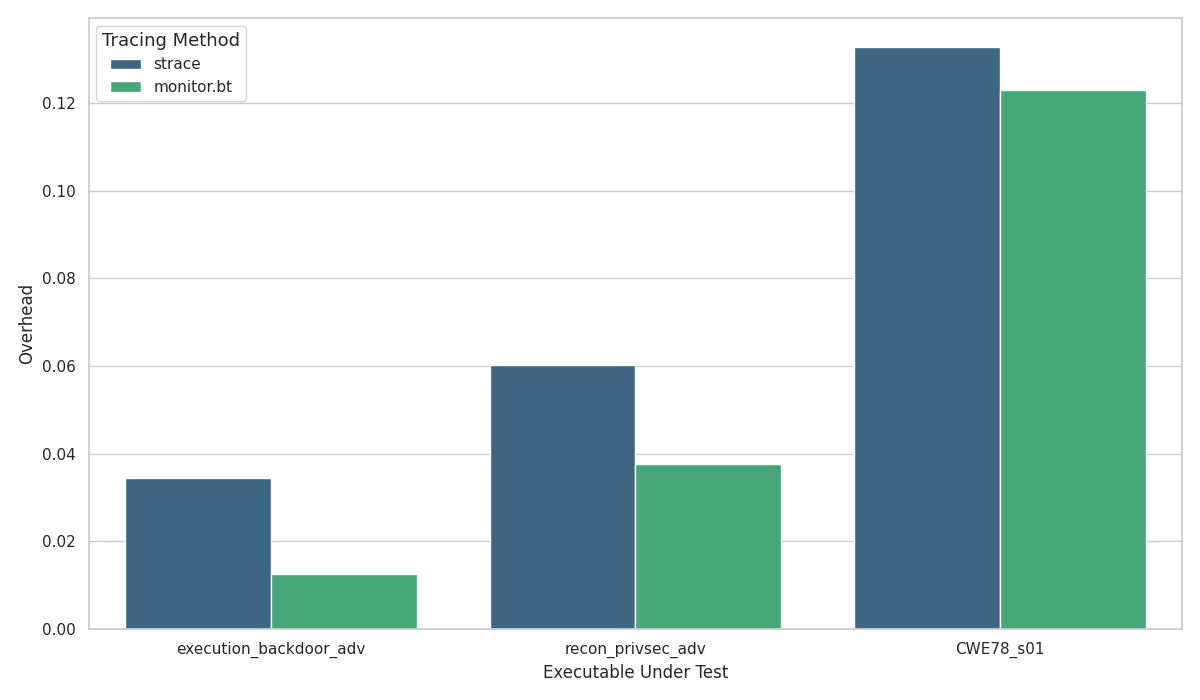 Tracing Method
strace
monitor.bt
0.12
0.10
0.08
0.06
0.04
0.02
0.00
Overhead
execution_backdoor_adv recon_privsec_adv CWE78_s01
Executable Under Test